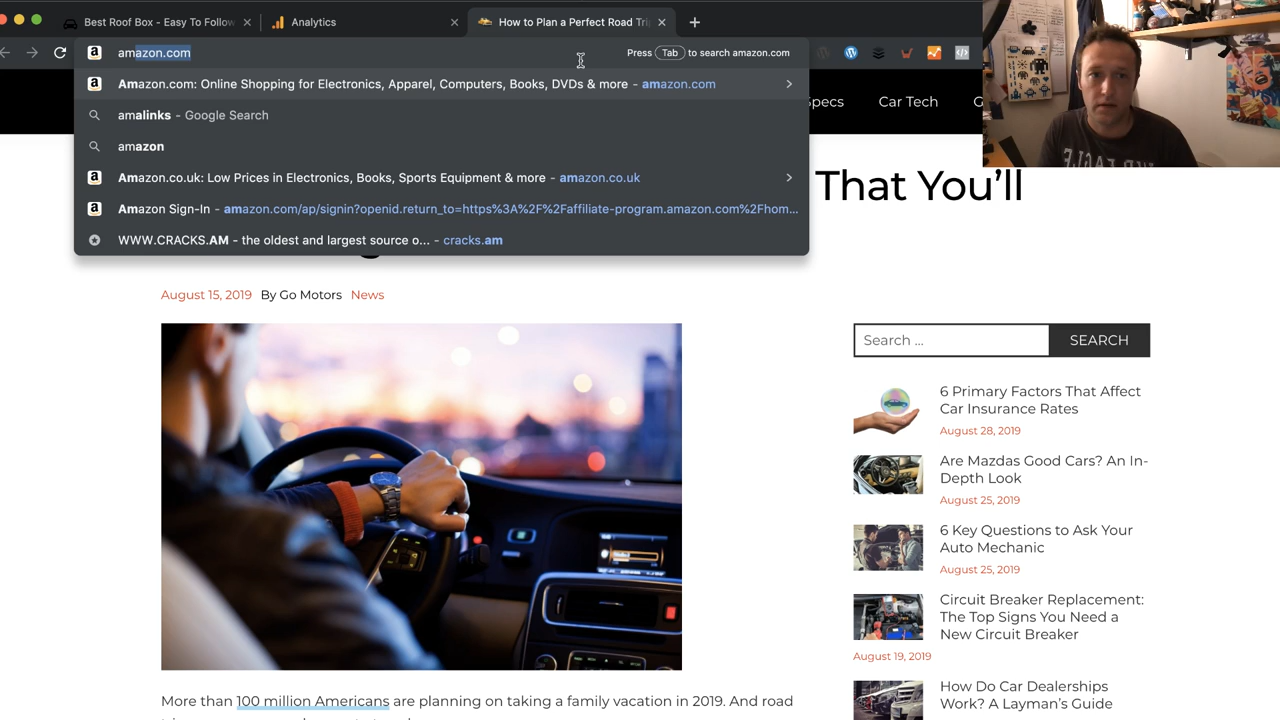 Best Roof Box - Easy To Follow
Analytics
How to Plan a Perfect Road Tri
amazon.com
Press Tab to search amazon.com
Amazon.com: Online Shopping for Electronics, Apparel, Computers, Books, DVDs & more - amazon.com
amalinks - Google Search
amazon
Amazon.co.uk: Low Prices in Electronics, Books, Sports Equipment & more - amazon.co.uk
Amazon Sign-In - amazon.com/ap/signin?openid.return_to=https%3A%2F%2Faffiliate-program.amazon.com%2Fhom...
WWW.CRACKS.AM - the oldest and largest source o... - cracks.am
Specs
Car Tech
G
That You'll
August 15, 2019 By Go Motors News
Search ...
SEARCH
6 Primary Factors That Affect
Car Insurance Rates
August 28, 2019
Are Mazdas Good Cars? An In-
Depth Look
August 25, 2019
6 Key Questions to Ask Your
Auto Mechanic
August 25, 2019
Circuit Breaker Replacement:
The Top Signs You Need a
New Circuit Breaker
August 19, 2019
How Do Car Dealerships
Work? A Layman's Guide
More than 100 million Americans are planning on taking a family vacation in 2019. And road